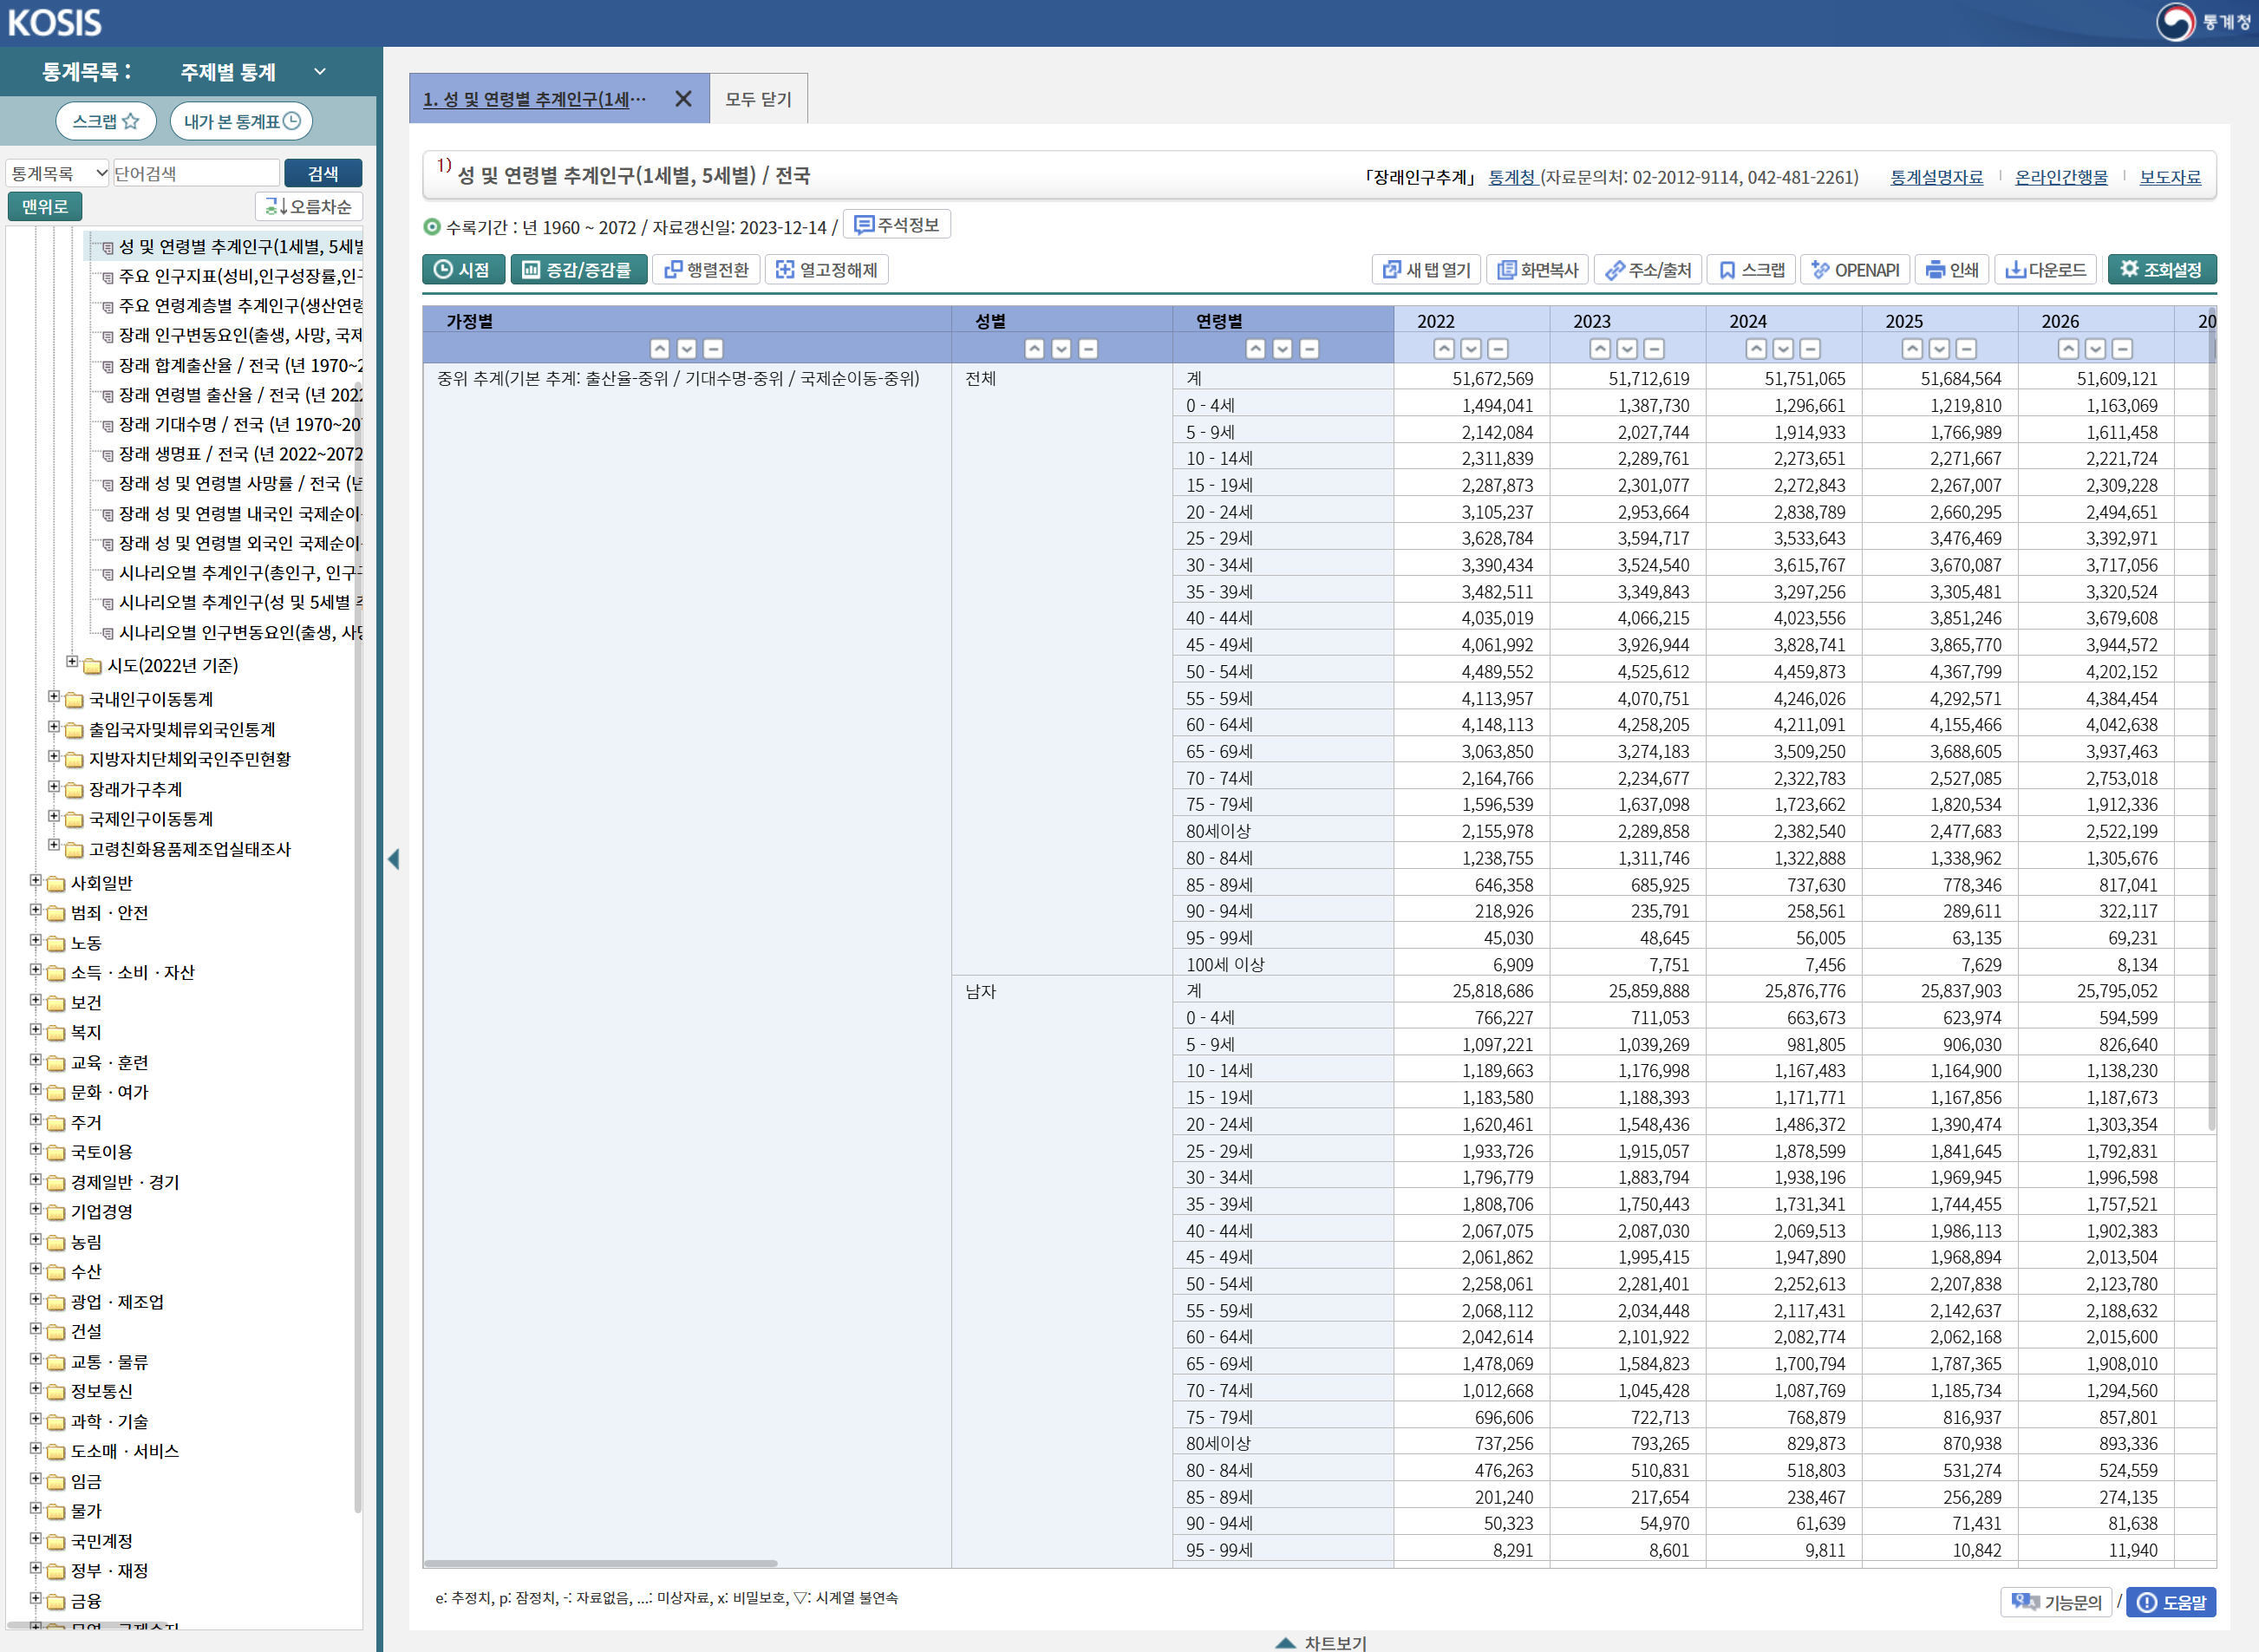 KOSIS
통계청
통계목록 :
주제별 통계
스크랩
내가 본 통계표
통계목록
단어검색
검색
맨위로
오름차순
성 및 연령별 추계인구(1세별, 5세별
주요 인구지표(성비,인구성장률,인구
주요 연령계층별 추계인구(생산연령
장래 인구변동요인(출생, 사망, 국제
장래 합계출산율 / 전국 (년 1970~2
장래 연령별 출산율 / 전국 (년 2022
장래 기대수명 / 전국 (년 1970~20
장래 생명표 / 전국 (년 2022~2072
장래 성 및 연령별 사망률 / 전국 (년
장래 성 및 연령별 내국인 국제순이
장래 성 및 연령별 외국인 국제순이
시나리오별 추계인구(총인구, 인구
시나리오별 추계인구(성 및 5세별
시나리오별 인구변동요인(출생, 사망
시도(2022년 기준)
국내인구이동통계
출입국자및체류외국인통계
지방자치단체외국인주민현황
장래가구추계
국제인구이동통계
고령친화용품제조업실태조사
사회일반
범죄ㆍ안전
노동
소득ㆍ소비ㆍ자산
보건
복지
교육ㆍ훈련
문화ㆍ여가
주거
국토이용
경제일반ㆍ경기
기업경영
농림
수산
광업ㆍ제조업
건설
교통ㆍ물류
정보통신
과학ㆍ기술
도소매ㆍ서비스
임금
물가
국민계정
정부ㆍ재정
금융
1. 성 및 연령별 추계인구(1세…
모두 닫기
1) 성 및 연령별 추계인구(1세별, 5세별) / 전국
「장래인구추계」 통계청 (자료문의처: 02-2012-9114, 042-481-2261) 통계설명자료 온라인간행물 보도자료
수록기간 : 년 1960 ~ 2072 / 자료갱신일: 2023-12-14 / 주석정보
시점 증감/증감률 행렬전환 열고정해제 새 탭 열기 화면복사 주소/출처 스크랩 OPENAPI 인쇄 다운로드 조회설정
가정별 성별 연령별 2022 2023 2024 2025 2026 20
중위 추계(기본 추계: 출산율-중위 / 기대수명-중위 / 국제순이동-중위) 전체 계 51,672,569 51,712,619 51,751,065 51,684,564 51,609,121
0 - 4세 1,494,041 1,387,730 1,296,661 1,219,810 1,163,069
5 - 9세 2,142,084 2,027,744 1,914,933 1,766,989 1,611,458
10 - 14세 2,311,839 2,289,761 2,273,651 2,271,667 2,221,724
15 - 19세 2,287,873 2,301,077 2,272,843 2,267,007 2,309,228
20 - 24세 3,105,237 2,953,664 2,838,789 2,660,295 2,494,651
25 - 29세 3,628,784 3,594,717 3,533,643 3,476,469 3,392,971
30 - 34세 3,390,434 3,524,540 3,615,767 3,670,087 3,717,056
35 - 39세 3,482,511 3,349,843 3,297,256 3,305,481 3,320,524
40 - 44세 4,035,019 4,066,215 4,023,556 3,851,246 3,679,608
45 - 49세 4,061,992 3,926,944 3,828,741 3,865,770 3,944,572
50 - 54세 4,489,552 4,525,612 4,459,873 4,367,799 4,202,152
55 - 59세 4,113,957 4,070,751 4,246,026 4,292,571 4,384,454
60 - 64세 4,148,113 4,258,205 4,211,091 4,155,466 4,042,638
65 - 69세 3,063,850 3,274,183 3,509,250 3,688,605 3,937,463
70 - 74세 2,164,766 2,234,677 2,322,783 2,527,085 2,753,018
75 - 79세 1,596,539 1,637,098 1,723,662 1,820,534 1,912,336
80세이상 2,155,978 2,289,858 2,382,540 2,477,683 2,522,199
80 - 84세 1,238,755 1,311,746 1,322,888 1,338,962 1,305,676
85 - 89세 646,358 685,925 737,630 778,346 817,041
90 - 94세 218,926 235,791 258,561 289,611 322,117
95 - 99세 45,030 48,645 56,005 63,135 69,231
100세 이상 6,909 7,751 7,456 7,629 8,134
남자 계 25,818,686 25,859,888 25,876,776 25,837,903 25,795,052
0 - 4세 766,227 711,053 663,673 623,974 594,599
5 - 9세 1,097,221 1,039,269 981,805 906,030 826,640
10 - 14세 1,189,663 1,176,998 1,167,483 1,164,900 1,138,230
15 - 19세 1,183,580 1,188,393 1,171,771 1,167,856 1,187,673
20 - 24세 1,620,461 1,548,436 1,486,372 1,390,474 1,303,354
25 - 29세 1,933,726 1,915,057 1,878,599 1,841,645 1,792,831
30 - 34세 1,796,779 1,883,794 1,938,196 1,969,945 1,996,598
35 - 39세 1,808,706 1,750,443 1,731,341 1,744,455 1,757,521
40 - 44세 2,067,075 2,087,030 2,069,513 1,986,113 1,902,383
45 - 49세 2,061,862 1,995,415 1,947,890 1,968,894 2,013,504
50 - 54세 2,258,061 2,281,401 2,252,613 2,207,838 2,123,780
55 - 59세 2,068,112 2,034,448 2,117,431 2,142,637 2,188,632
60 - 64세 2,042,614 2,101,922 2,082,774 2,062,168 2,015,600
65 - 69세 1,478,069 1,584,823 1,700,794 1,787,365 1,908,010
70 - 74세 1,012,668 1,045,428 1,087,769 1,185,734 1,294,560
75 - 79세 696,606 722,713 768,879 816,937 857,801
80세이상 737,256 793,265 829,873 870,938 893,336
80 - 84세 476,263 510,831 518,803 531,274 524,559
85 - 89세 201,240 217,654 238,467 256,289 274,135
90 - 94세 50,323 54,970 61,639 71,431 81,638
95 - 99세 8,291 8,601 9,811 10,842 11,940
e: 추정치, p: 잠정치, -: 자료없음, ...: 미상자료, x: 비밀보호, ▽: 시계열 불연속
기능문의 / 도움말
차트보기